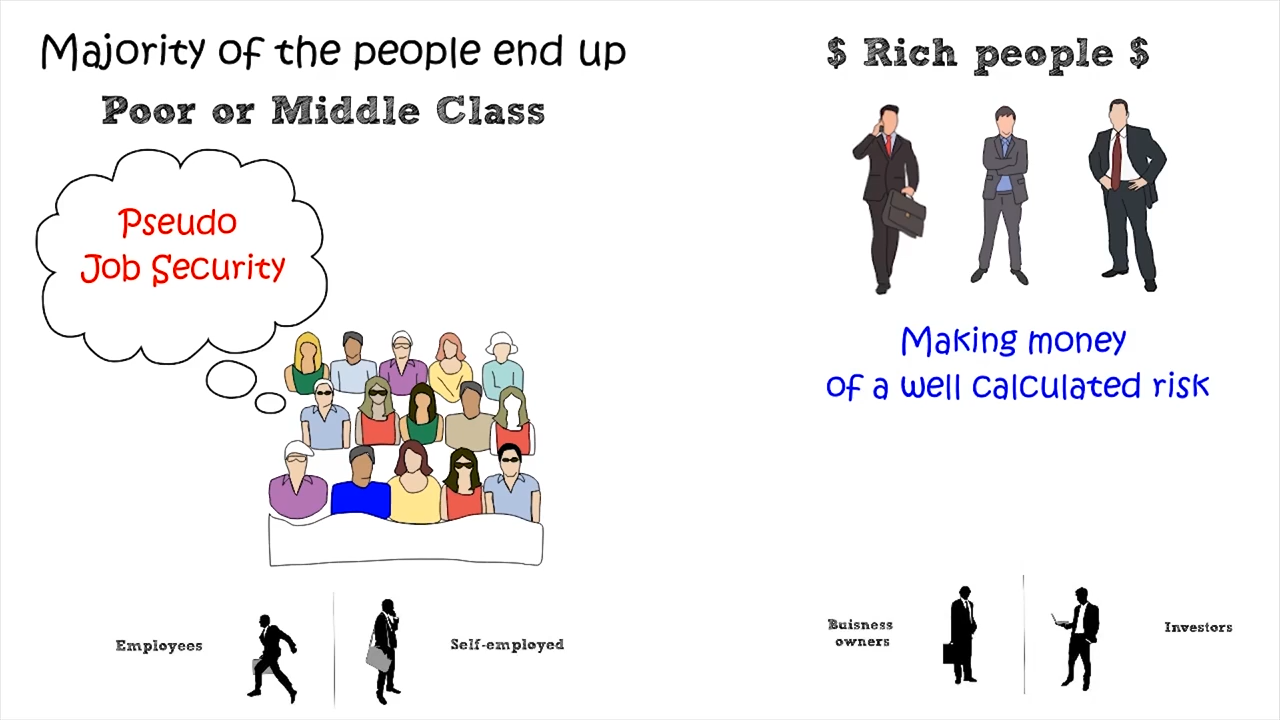 Majority of the people end up
Poor or Middle Class
Pseudo
Job Security
Employees
Self-employed
$ Rich people $
Making money
of a well calculated risk
Buisness
owners
Investors